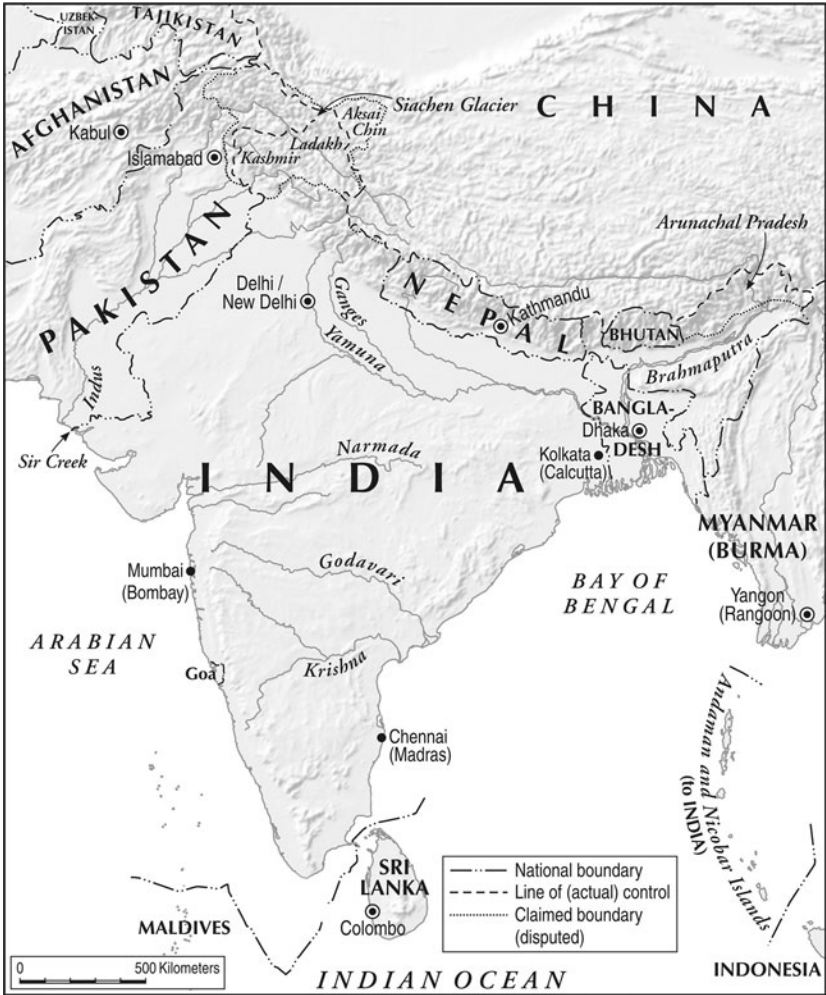 UZBEK-
ISTAN
TAJIKISTAN
AFGHANISTAN
Kabul
Islamabad
Siachen Glacier
CHINA
Aksai
Chin
Ladakh
Kashmir
PAKISTAN
Arunachal Pradesh
Delhi /
New Delhi
Ganges
Yamuna
NEPAL
Kathmandu
BHUTAN
Brahmaputra
Indus
Sir Creek
BANGLA-
Dhaka
DESH
Kolkata
(Calcutta)
Narmada
INDIA
MYANMAR
(BURMA)
Mumbai
(Bombay)
Godavari
BAY OF
BENGAL
Yangon
(Rangoon)
ARABIAN
SEA
Goa
Krishna
Chennai
(Madras)
Andaman and Nicobar Islands
(to INDIA)
SRI
LANKA
Colombo
MALDIVES
National boundary
Line of (actual) control
Claimed boundary
(disputed)
0 500 Kilometers
INDIAN OCEAN
INDONESIA